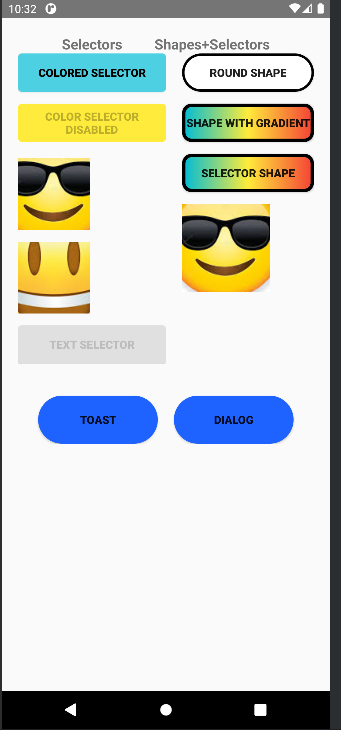 10:32
Selectors
Shapes+Selectors
COLORED SELECTOR
ROUND SHAPE
COLOR SELECTOR
DISABLED
SHAPE WITH GRADIENT
SELECTOR SHAPE
TEXT SELECTOR
TOAST
DIALOG